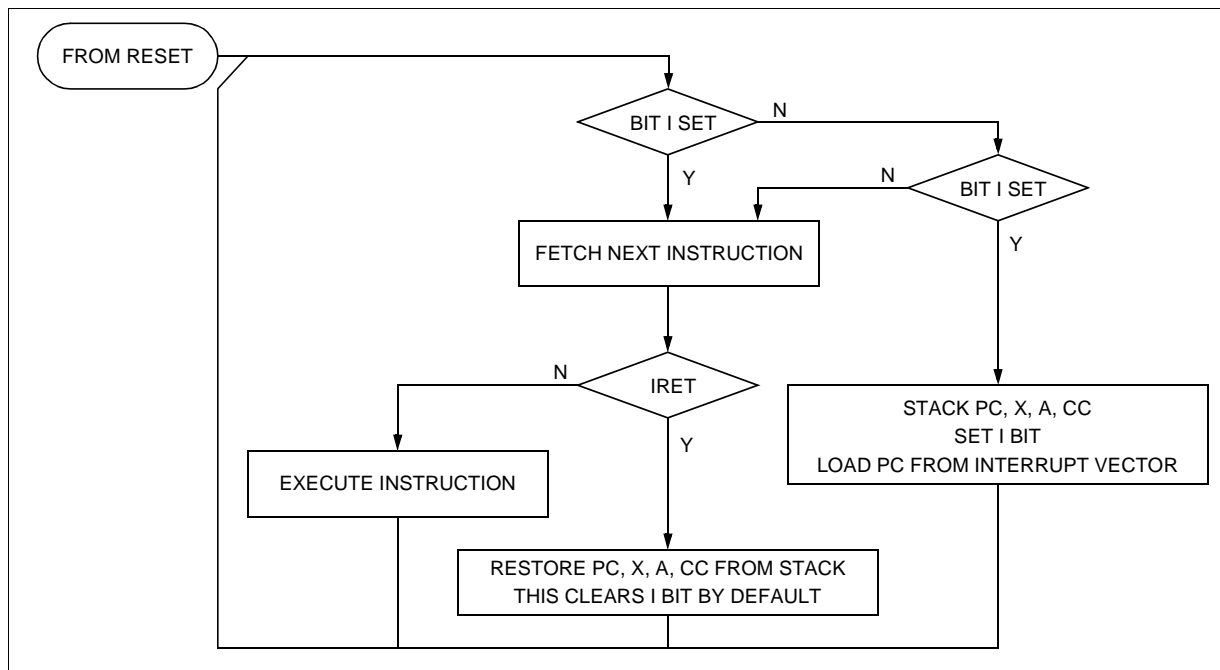 FROM RESET
BIT I SET
N
Y
N
BIT I SET
Y
FETCH NEXT INSTRUCTION
N
IRET
Y
STACK PC, X, A, CC
SET I BIT
LOAD PC FROM INTERRUPT VECTOR
EXECUTE INSTRUCTION
RESTORE PC, X, A, CC FROM STACK
THIS CLEARS I BIT BY DEFAULT